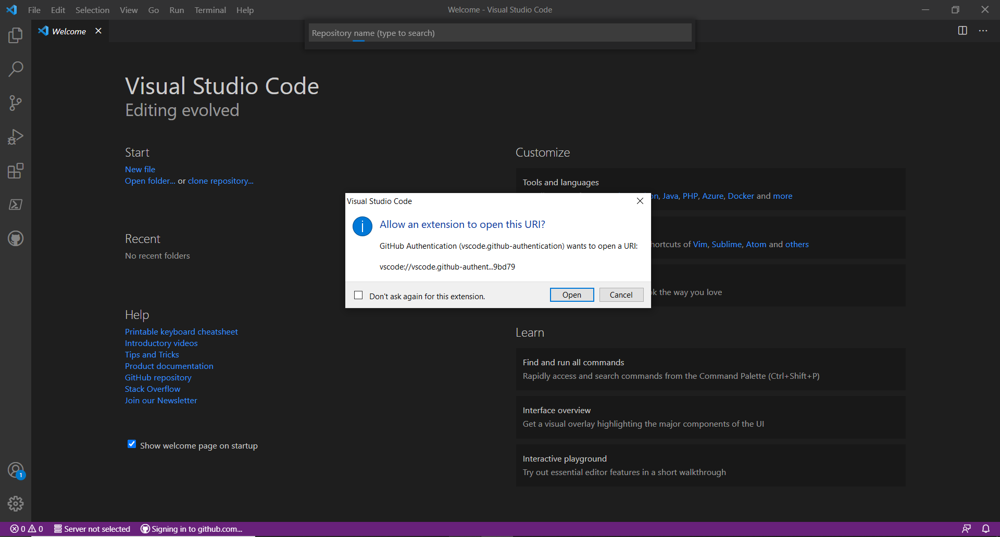 File Edit Selection View Go Run Terminal Help
Welcome - Visual Studio Code
Welcome
Repository name (type to search)
Visual Studio Code
Editing evolved
Start
New file
Open folder... or clone repository...
Recent
No recent folders
Help
Printable keyboard cheatsheet
Introductory videos
Tips and Tricks
Product documentation
GitHub repository
Stack Overflow
Join our Newsletter
Show welcome page on startup
Customize
Tools and languages
on, Java, PHP, Azure, Docker and more
hortcuts of Vim, Sublime, Atom and others
k the way you love
Visual Studio Code
Allow an extension to open this URI?
GitHub Authentication (vscode.github-authentication) wants to open a URI:
vscode://vscode.github-authent...9bd79
Don't ask again for this extension.
Open
Cancel
Learn
Find and run all commands
Rapidly access and search commands from the Command Palette (Ctrl+Shift+P)
Interface overview
Get a visual overlay highlighting the major components of the UI
Interactive playground
Try out essential editor features in a short walkthrough
1
0 0 Server not selected Signing in to github.com...